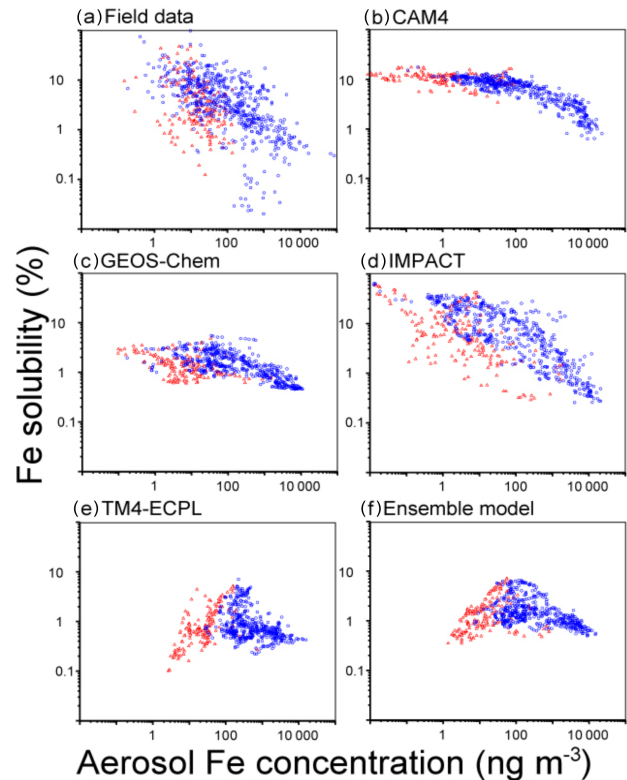 (a) Field data
(b) CAM4
10
1
0.1
10
1
0.1
1 100 10 000
1 100 10 000
(c) GEOS-Chem
(d) IMPACT
10
1
0.1
10
1
0.1
1 100 10 000
1 100 10 000
(e) TM4-ECPL
(f) Ensemble model
10
1
0.1
10
1
0.1
1 100 10 000
1 100 10 000
Fe solubility (%)
Aerosol Fe concentration (ng m⁻³)